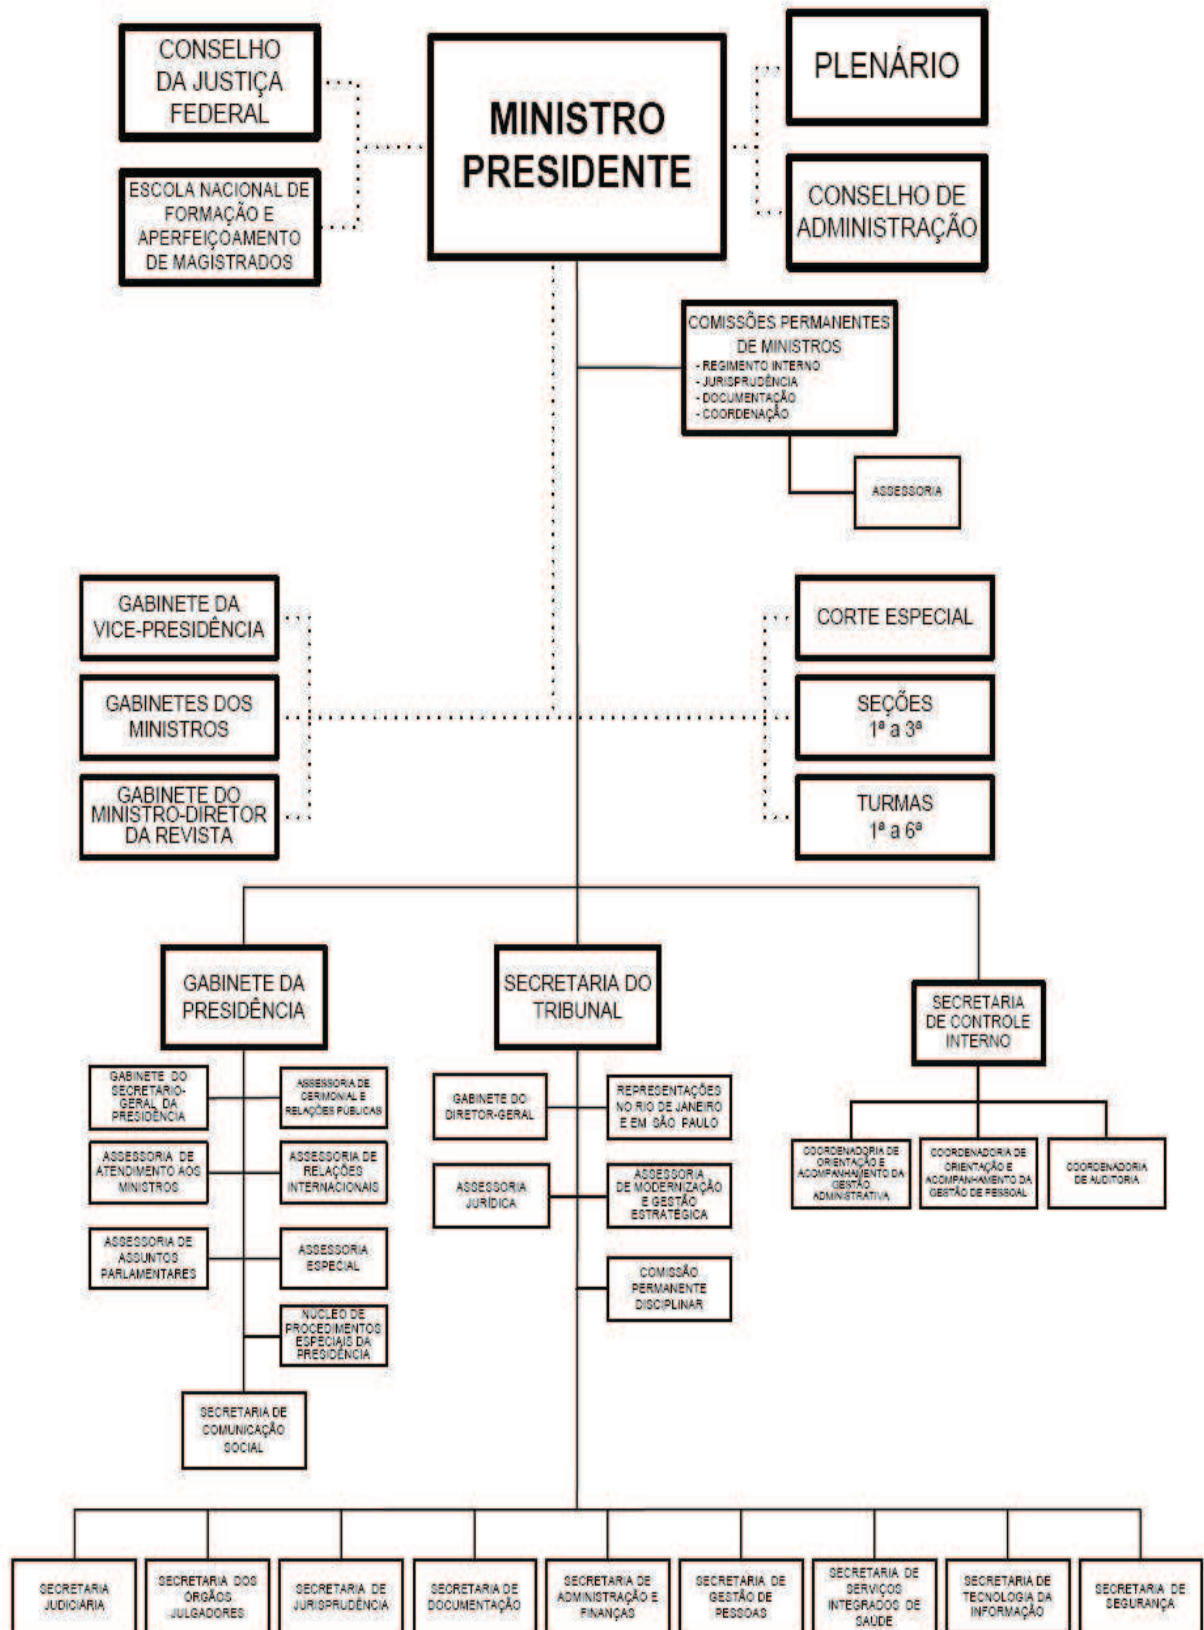 CONSELHO
DA JUSTIÇA
FEDERAL
MINISTRO
PRESIDENTE
PLENÁRIO
ESCOLA NACIONAL DE
FORMAÇÃO E
APERFEIÇOAMENTO
DE MAGISTRADOS
CONSELHO DE
ADMINISTRAÇÃO
COMISSÕES PERMANENTES
DE MINISTROS
- REGIMENTO INTERNO
- JURISPRUDÊNCIA
- DOCUMENTAÇÃO
- COORDENAÇÃO
ASSESSORIA
GABINETE DA
VICE-PRESIDÊNCIA
CORTE ESPECIAL
GABINETES DOS
MINISTROS
SEÇÕES
1ª a 3ª
GABINETE DO
MINISTRO-DIRETOR
DA REVISTA
TURMAS
1ª a 6ª
GABINETE DA
PRESIDÊNCIA
SECRETARIA DO
TRIBUNAL
SECRETARIA
DE CONTROLE
INTERNO
GABINETE DO
SECRETÁRIO-
GERAL DA
PRESIDÊNCIA
ASSESSORIA DE
CERIMONIAL E
RELAÇÕES PÚBLICAS
GABINETE DO
DIRETOR-GERAL
REPRESENTAÇÕES
NO RIO DE JANEIRO
E EM SÃO PAULO
ASSESSORIA DE
ATENDIMENTO AOS
MINISTROS
ASSESSORIA DE
RELAÇÕES
INTERNACIONAIS
ASSESSORIA
JURÍDICA
ASSESSORIA
DE MODERNIZAÇÃO
E GESTÃO
ESTRATÉGICA
COORDENADORIA DE
ORIENTAÇÃO E
ACOMPANHAMENTO DA
GESTÃO
ADMINISTRATIVA
COORDENADORIA DE
ORIENTAÇÃO E
ACOMPANHAMENTO DA
GESTÃO DE PESSOAL
COORDENADORIA
DE AUDITORIA
ASSESSORIA DE
ASSUNTOS
PARLAMENTARES
ASSESSORIA
ESPECIAL
COMISSÃO
PERMANENTE
DISCIPLINAR
NÚCLEO DE
PROCEDIMENTOS
ESPECIAIS DA
PRESIDÊNCIA
SECRETARIA DE
COMUNICAÇÃO
SOCIAL
SECRETARIA
JUDICIÁRIA
SECRETARIA DOS
ÓRGÃOS
JULGADORES
SECRETARIA DE
JURISPRUDÊNCIA
SECRETARIA DE
DOCUMENTAÇÃO
SECRETARIA DE
ADMINISTRAÇÃO E
FINANÇAS
SECRETARIA DE
GESTÃO DE
PESSOAS
SECRETARIA DE
SERVIÇOS
INTEGRADOS DE
SAÚDE
SECRETARIA DE
TECNOLOGIA DA
INFORMAÇÃO
SECRETARIA DE
SEGURANÇA